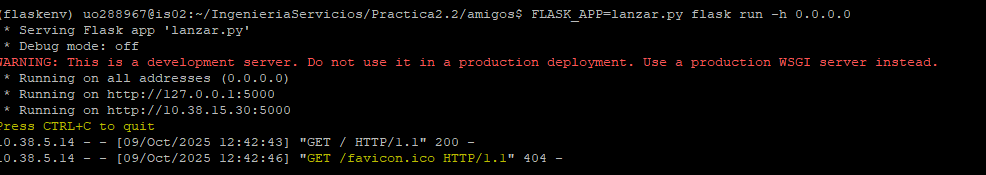 (flaskenv) uo288967@is02:~/IngenieriaServicios/Practica2.2/amigos$ FLASK_APP=lanzar.py flask run -h 0.0.0.0
 * Serving Flask app 'lanzar.py'
 * Debug mode: off
WARNING: This is a development server. Do not use it in a production deployment. Use a production WSGI server instead.
 * Running on all addresses (0.0.0.0)
 * Running on http://127.0.0.1:5000
 * Running on http://10.38.15.30:5000
Press CTRL+C to quit
10.38.5.14 - - [09/Oct/2025 12:42:43] "GET / HTTP/1.1" 200 -
10.38.5.14 - - [09/Oct/2025 12:42:46] "GET /favicon.ico HTTP/1.1" 404 -